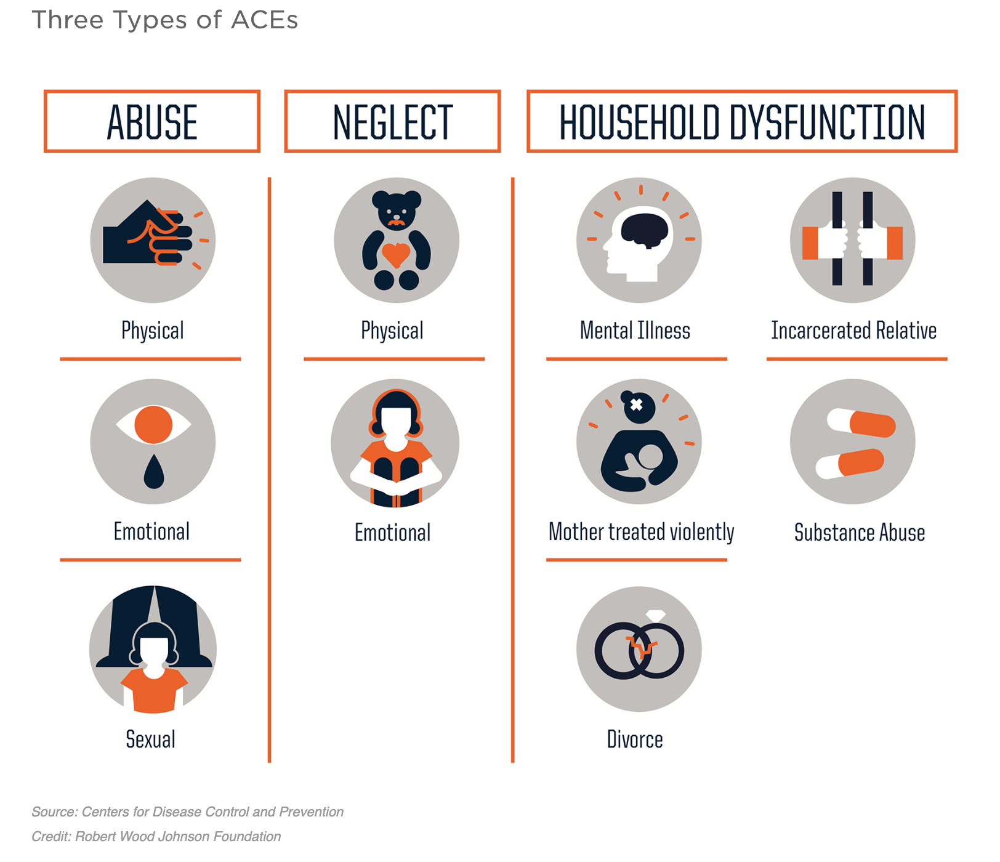 Three Types of ACEs
ABUSE
Physical
Emotional
Sexual
NEGLECT
Physical
Emotional
HOUSEHOLD DYSFUNCTION
Mental Illness
Incarcerated Relative
Mother treated violently
Substance Abuse
Divorce
Source: Centers for Disease Control and Prevention
Credit: Robert Wood Johnson Foundation